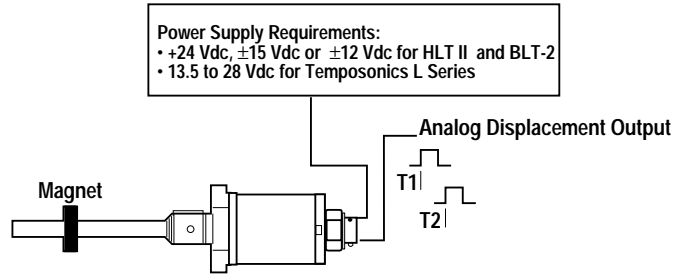 Power Supply Requirements:
• +24 Vdc, ±15 Vdc or ±12 Vdc for HLT II and BLT-2
• 13.5 to 28 Vdc for Temposonics L Series
Analog Displacement Output
T1
Magnet
T2